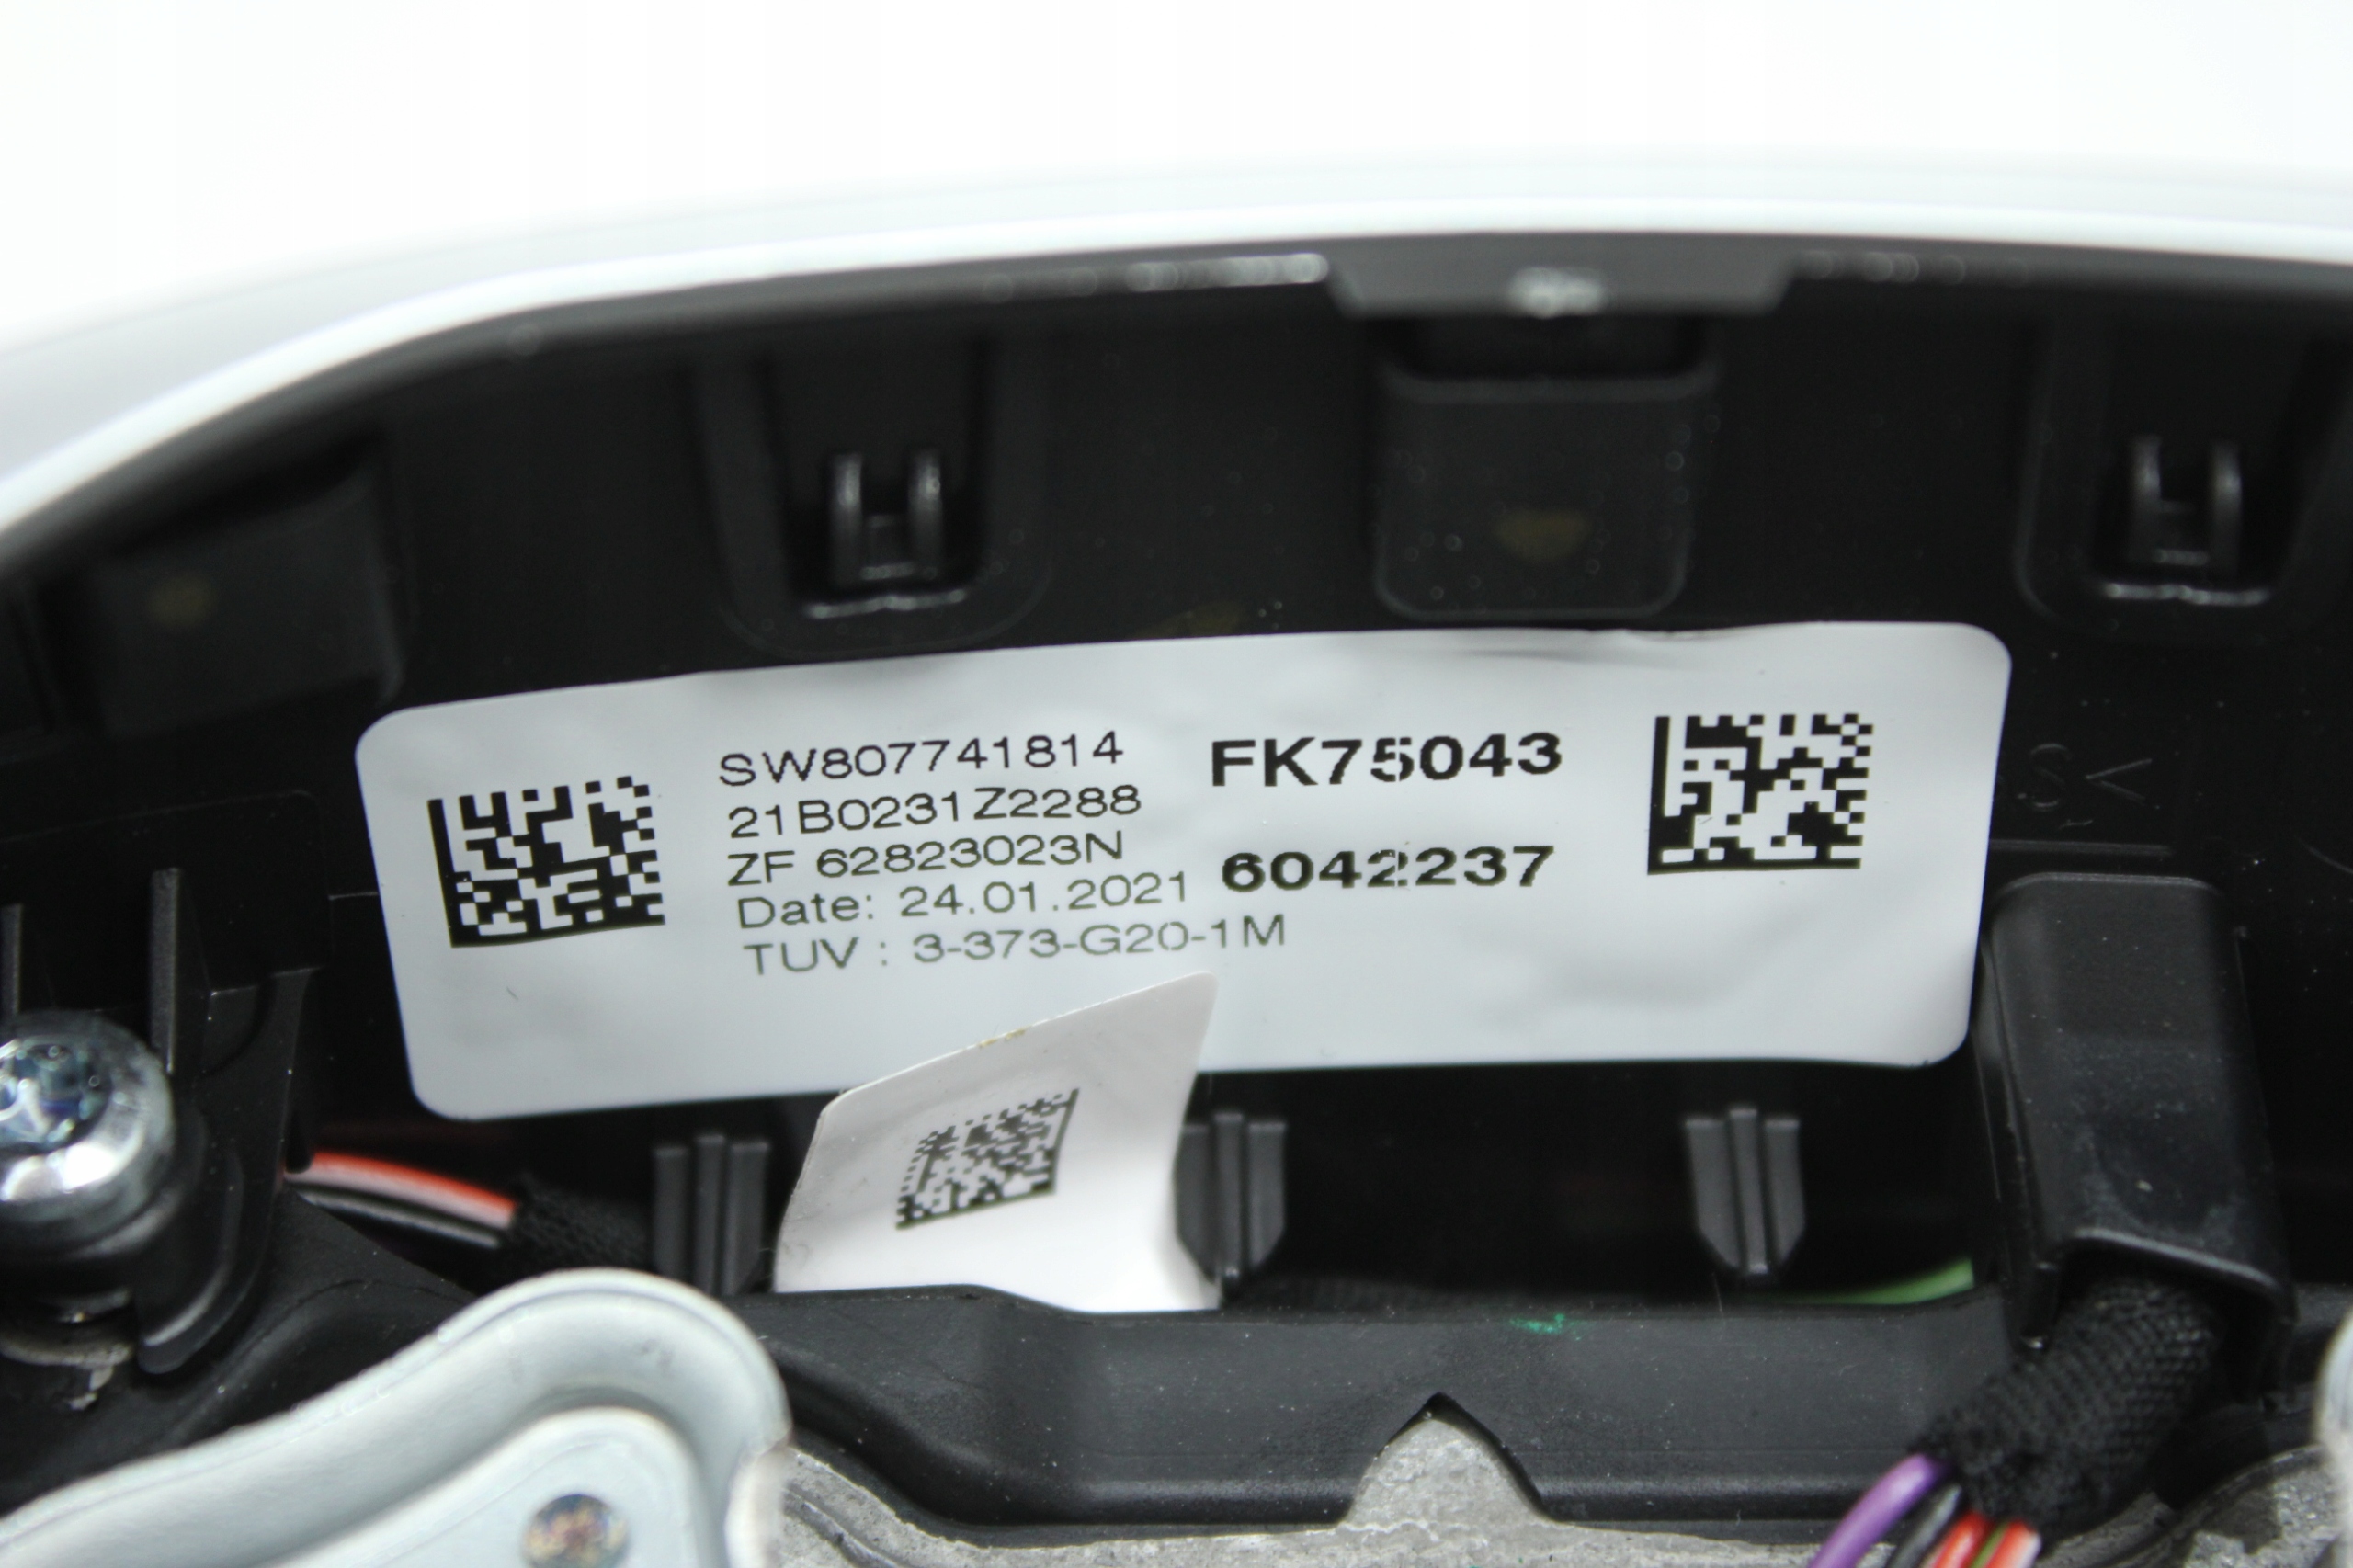 SW807741814
21B0231Z2288
ZF 62823023N
Date: 24.01.2021
TUV : 3-373-G20-1M
FK75043
6042237